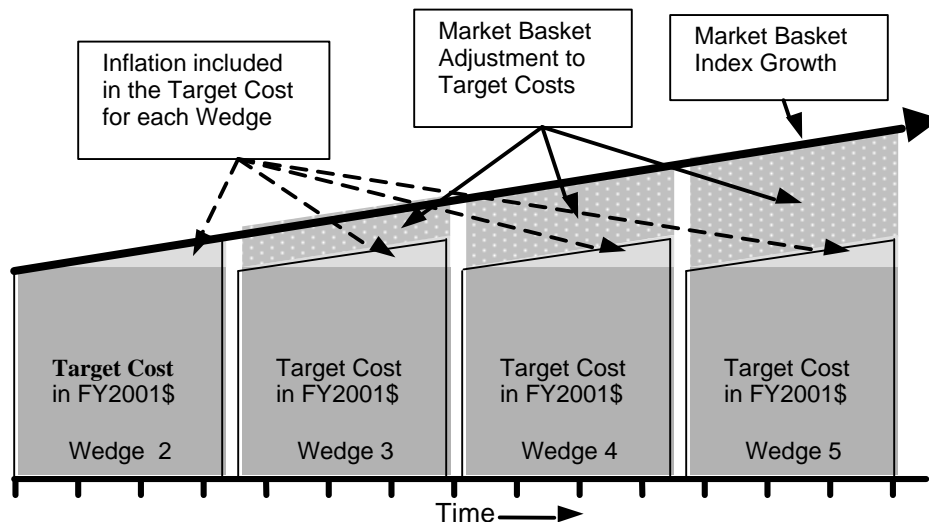 Inflation included
in the Target Cost
for each Wedge
Market Basket
Adjustment to
Target Costs
Market Basket
Index Growth
Target Cost
in FY2001$
Wedge 2
Target Cost
in FY2001$
Wedge 3
Target Cost
in FY2001$
Wedge 4
Target Cost
in FY2001$
Wedge 5
Time